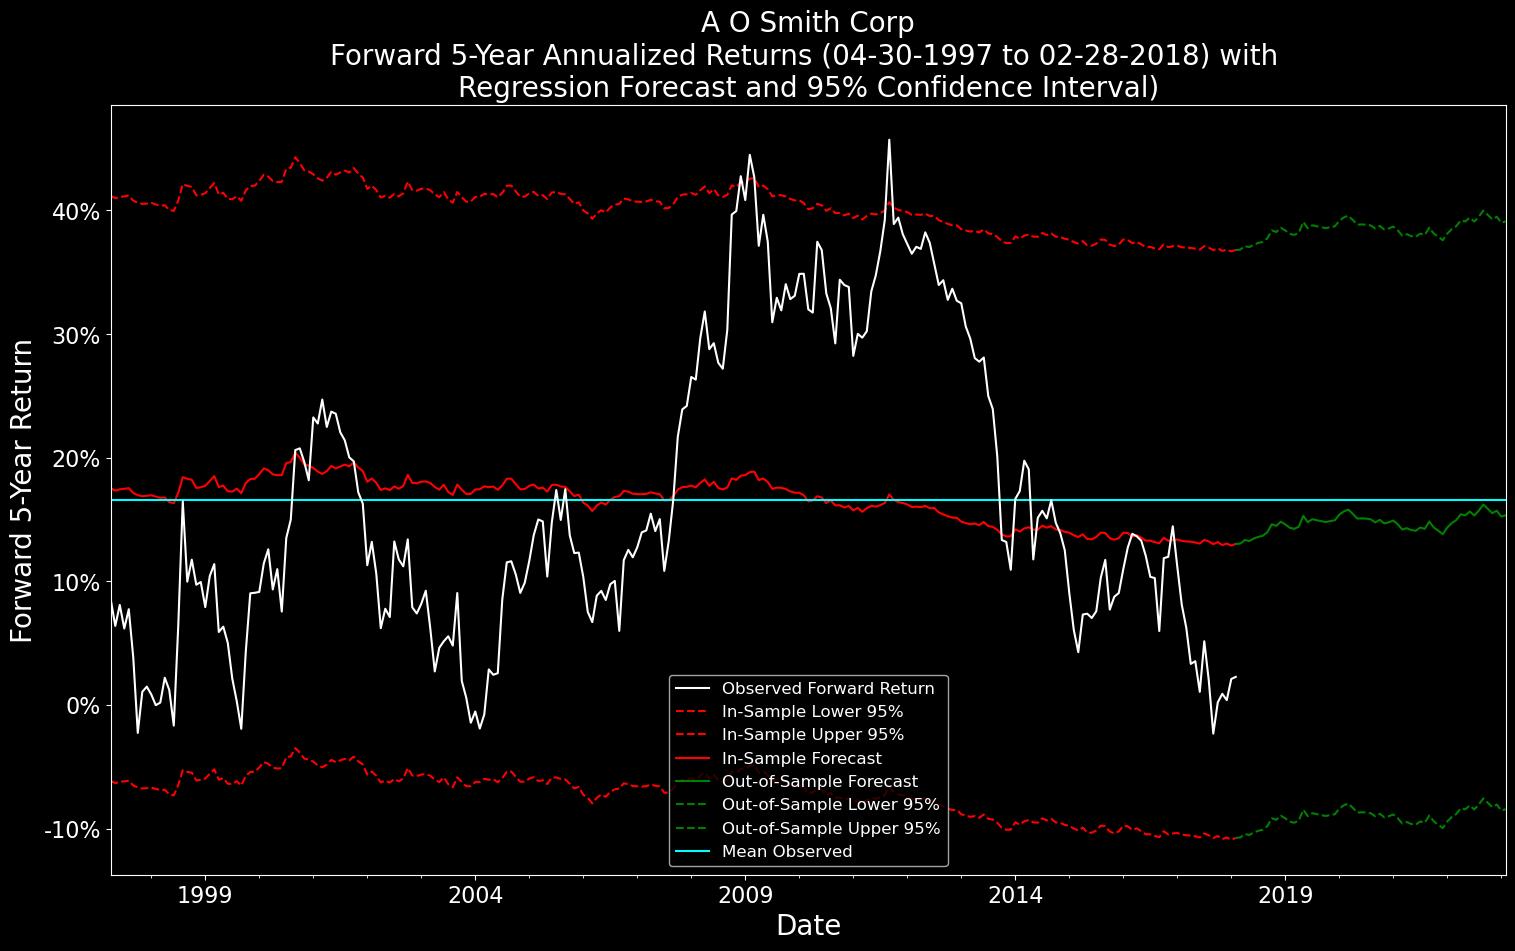 A O Smith Corp
Forward 5-Year Annualized Returns (04-30-1997 to 02-28-2018) with
Regression Forecast and 95% Confidence Interval)
Forward 5-Year Return
40%
30%
20%
10%
0%
-10%
Observed Forward Return
In-Sample Lower 95%
In-Sample Upper 95%
In-Sample Forecast
Out-of-Sample Forecast
Out-of-Sample Lower 95%
Out-of-Sample Upper 95%
Mean Observed
1999 2004 2009 2014 2019
Date